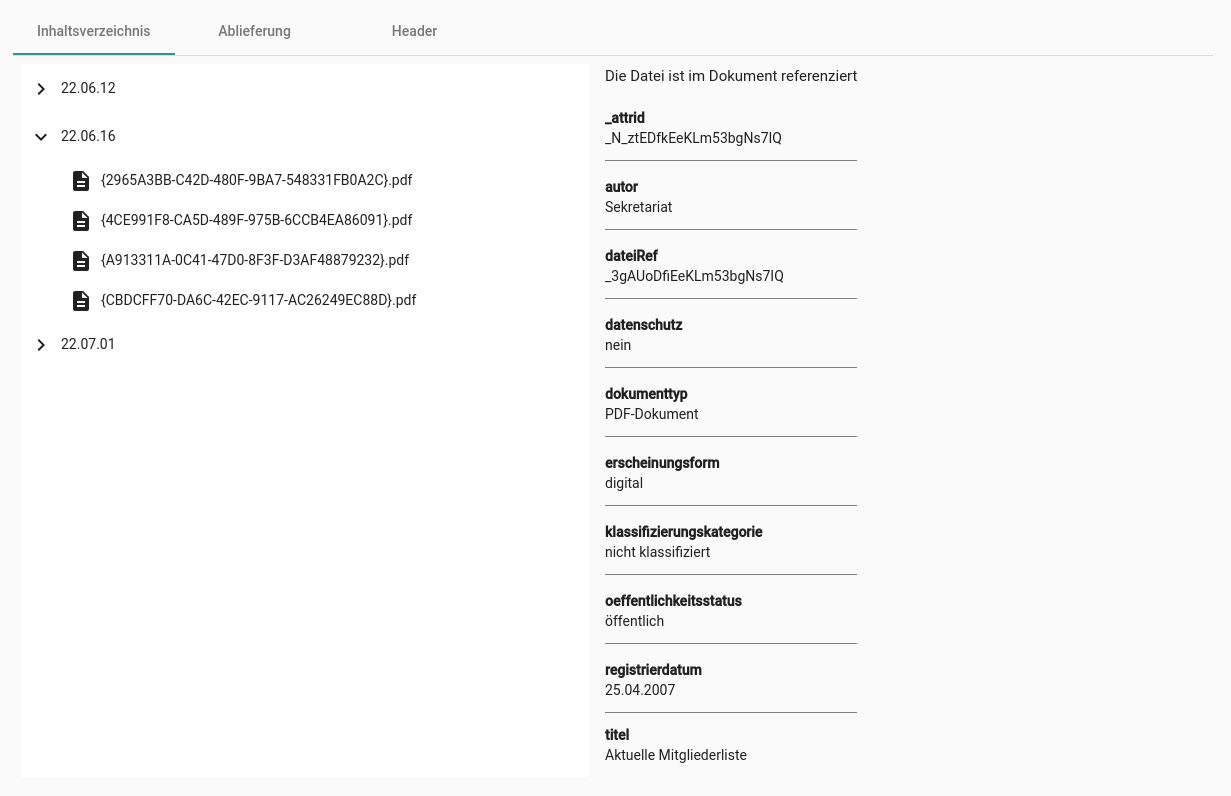 Inhaltsverzeichnis
Ablieferung
Header
22.06.12
22.06.16
{2965A3BB-C42D-480F-9BA7-548331FB0A2C}.pdf
{4CE991F8-CA5D-489F-975B-6CCB4EA86091}.pdf
{A913311A-0C41-47D0-8F3F-D3AF48879232}.pdf
{CBDCFF70-DA6C-42EC-9117-AC26249EC88D}.pdf
22.07.01
Die Datei ist im Dokument referenziert
_attrid
_N_ztEDfkEeKLm53bgNs7IQ
autor
Sekretariat
dateiRef
_3gAUoDfiEeKLm53bgNs7IQ
datenschutz
nein
dokumenttyp
PDF-Dokument
erscheinungsform
digital
klassifizierungskategorie
nicht klassifiziert
oeffentlichkeitsstatus
öffentlich
registrierdatum
25.04.2007
titel
Aktuelle Mitgliederliste